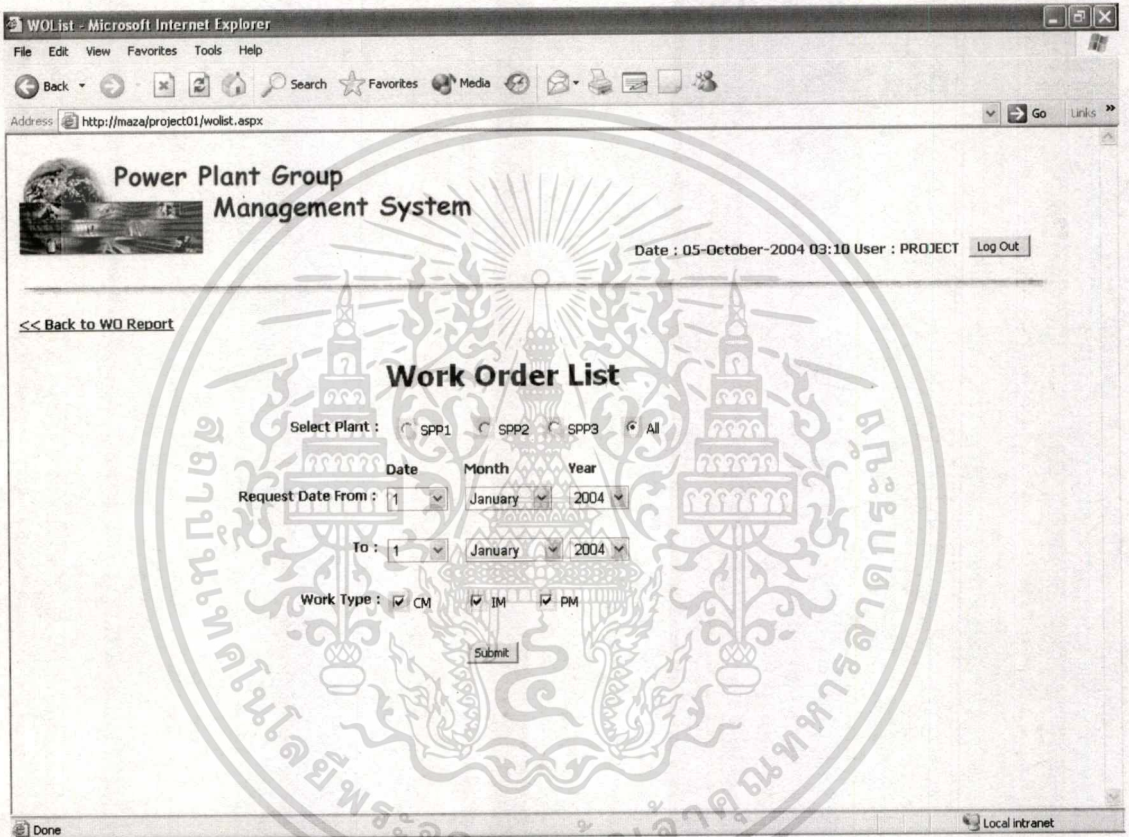 WOList - Microsoft Internet Explorer
File Edit View Favorites Tools Help
Back Search Favorites Media
Address http://maza/project01/wolist.aspx Go Links »
Power Plant Group
Management System
Date : 05-October-2004 03:10 User : PROJECT Log Out
<< Back to WO Report
Work Order List
Select Plant : SPP1 SPP2 SPP3 All
Date Month Year
Request Date From : 1 January 2004
To : 1 January 2004
Work Type : CM IM PM
Submit
Done Local intranet